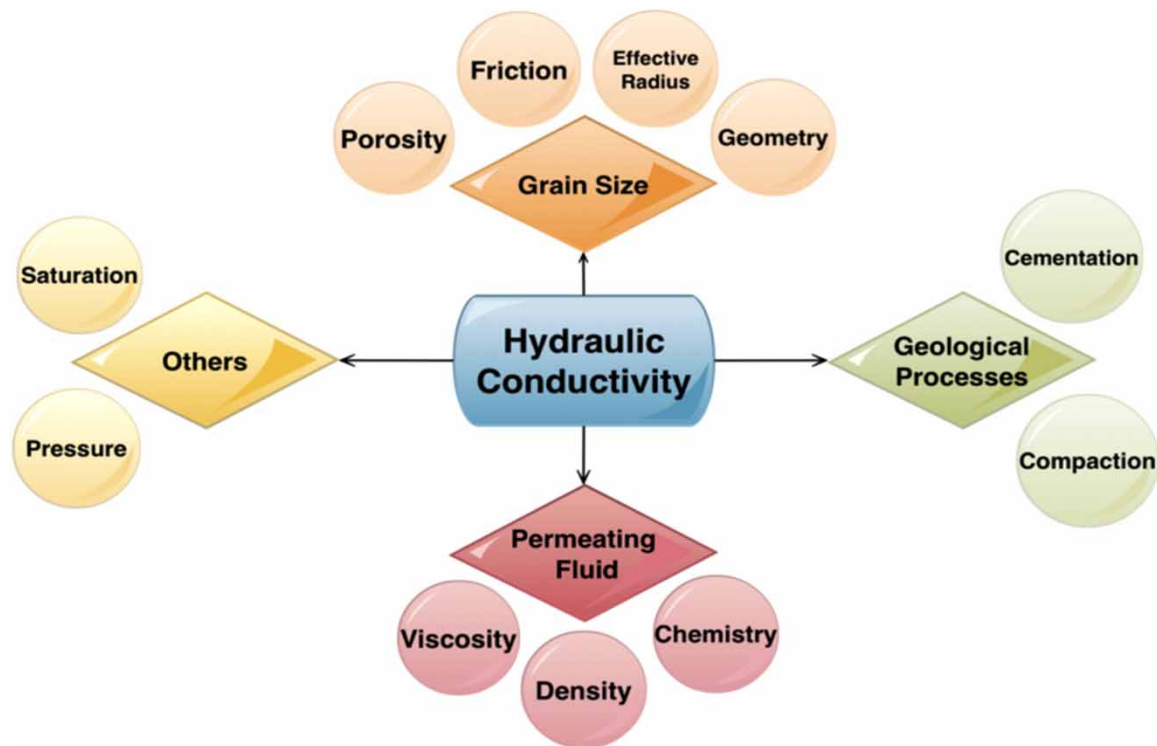 Friction
Effective
Radius
Porosity
Geometry
Grain Size
Saturation
Cementation
Others
Hydraulic
Conductivity
Geological
Processes
Pressure
Compaction
Permeating
Fluid
Viscosity
Chemistry
Density